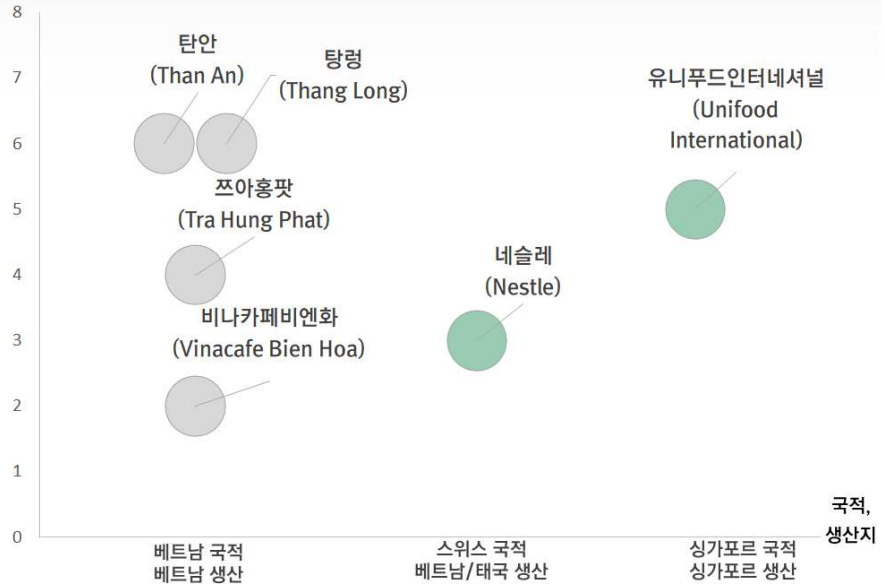 8
7
6
5
4
3
2
1
0
탄안
(Than An)
탕렁
(Thang Long)
유니푸드인터네셔널
(Unifood
International)
쯔아홍팟
(Tra Hung Phat)
네슬레
(Nestle)
비나카페비엔화
(Vinacafe Bien Hoa)
국적,
생산지
베트남 국적
베트남 생산
스위스 국적
베트남/태국 생산
싱가포르 국적
싱가포르 생산